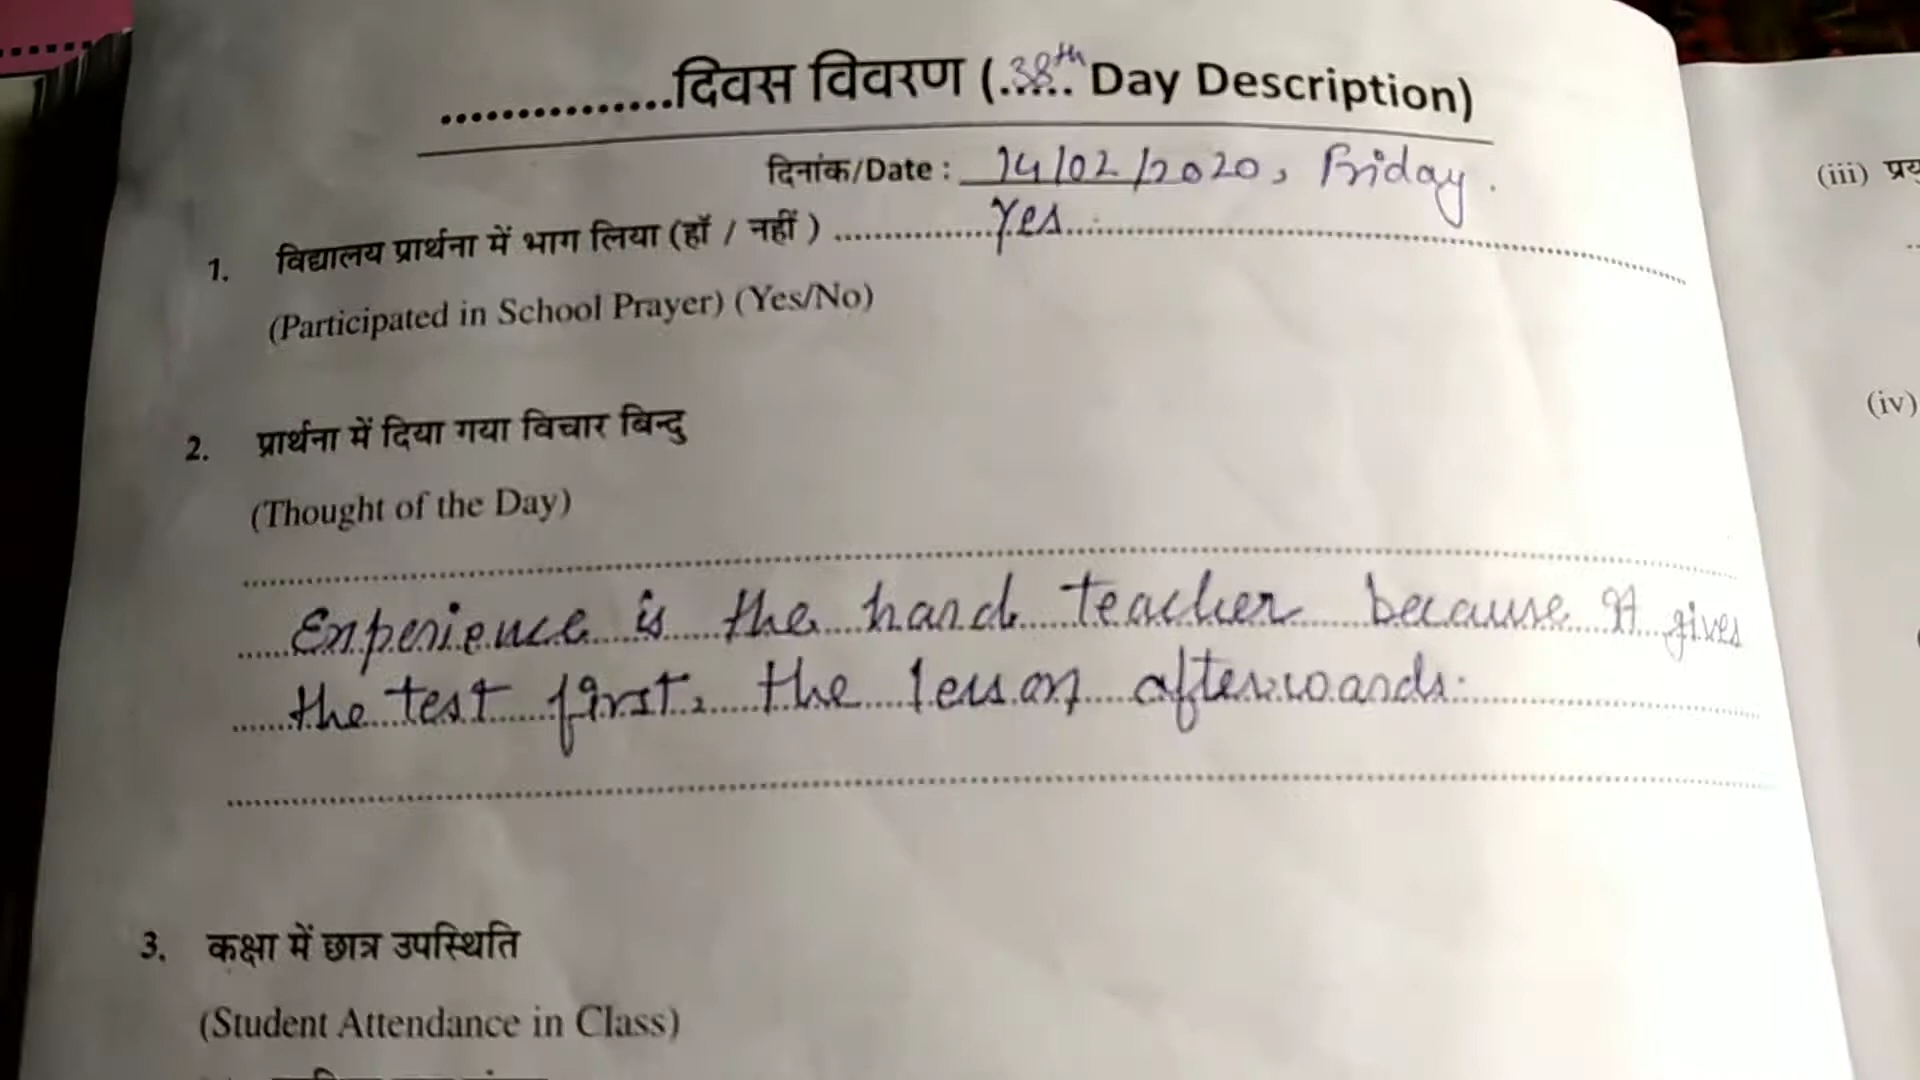 ...............दिवस विवरण (.38th.. Day Description)
दिनांक/Date : 14/02/2020, Friday.
1. विद्यालय प्रार्थना में भाग लिया (हॉ / नहीं ) ................Yes................
(Participated in School Prayer) (Yes/No)
2. प्रार्थना में दिया गया विचार बिन्दु
(Thought of the Day)
Experience is the hard teacher because It gives
the test first, the lesson afterwards.
3. कक्षा में छात्र उपस्थिति
(Student Attendance in Class)
(iii)
(iv)